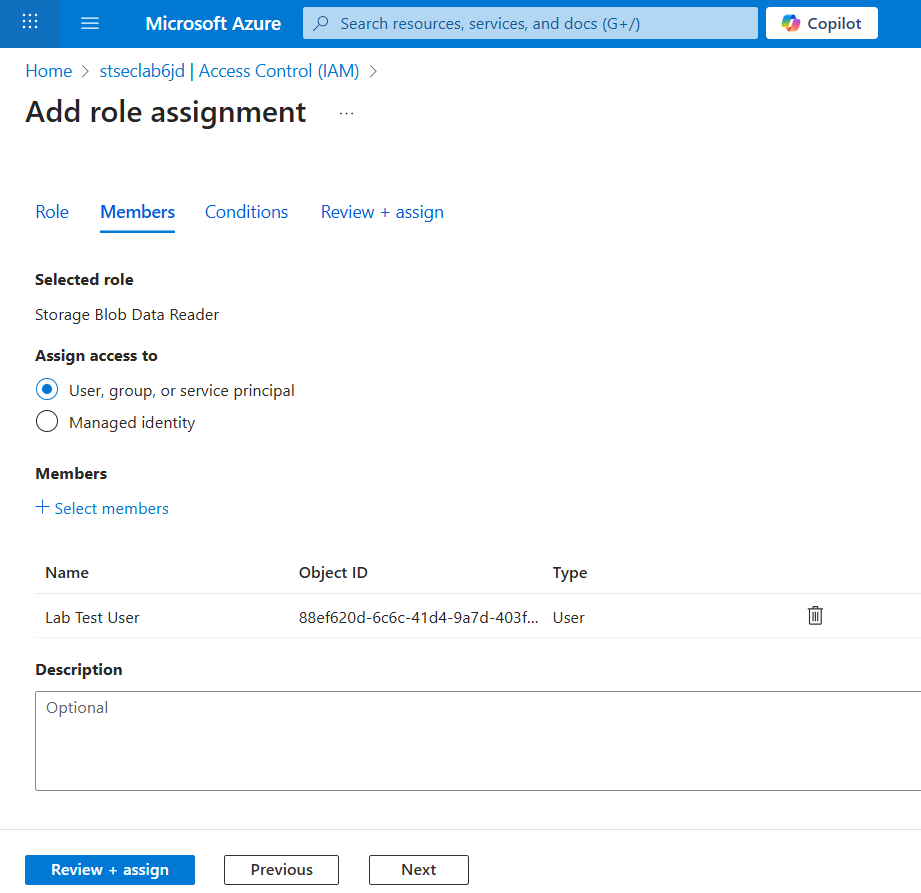 Microsoft Azure Search resources, services, and docs (G+/) Copilot
Home > stseclab6jd | Access Control (IAM) >
Add role assignment ...
Role Members Conditions Review + assign
Selected role
Storage Blob Data Reader
Assign access to
User, group, or service principal
Managed identity
Members
+ Select members
Name Object ID Type
Lab Test User 88ef620d-6c6c-41d4-9a7d-403f... User
Description
Optional
Review + assign Previous Next